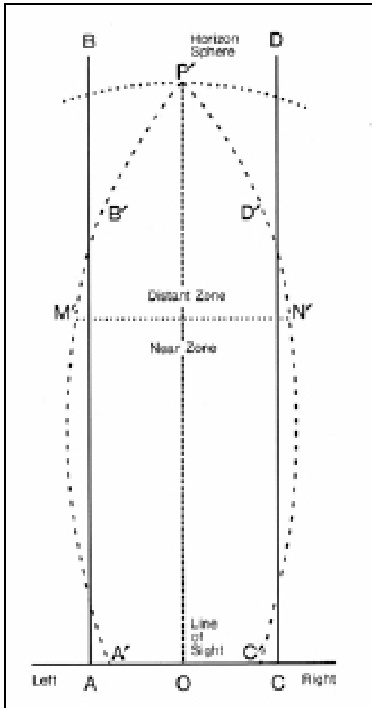 B Horizon D
Sphere
P′
B′ D′
Distant Zone
M′ N′
Near Zone
Line
of
A′ Sight C′
Left A O C Right